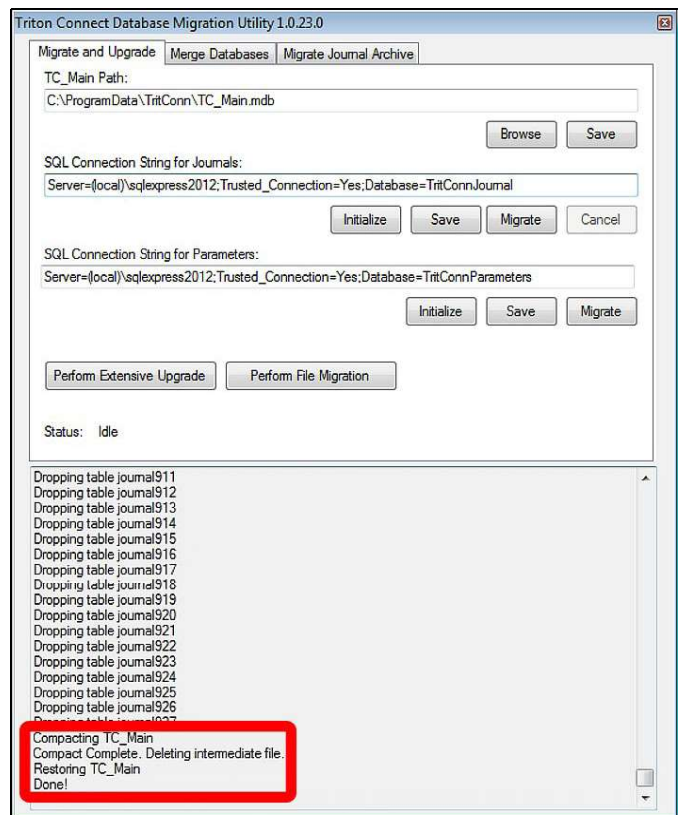 Triton Connect Database Migration Utility 1.0.23.0
Migrate and Upgrade Merge Databases Migrate Journal Archive
TC_Main Path:
C:\ProgramData\TritConn\TC_Main.mdb
Browse Save
SQL Connection String for Journals:
Server=(local)\sqlexpress2012;Trusted_Connection=Yes;Database=TritConnJournal
Initialize Save Migrate Cancel
SQL Connection String for Parameters:
Server=(local)\sqlexpress2012;Trusted_Connection=Yes;Database=TritConnParameters
Initialize Save Migrate
Perform Extensive Upgrade Perform File Migration
Status: Idle
Dropping table journal911
Dropping table journal912
Dropping table journal913
Dropping table journal914
Dropping table journal915
Dropping table journal916
Dropping table journal917
Dropping table journal918
Dropping table journal919
Dropping table journal920
Dropping table journal921
Dropping table journal922
Dropping table journal923
Dropping table journal924
Dropping table journal925
Dropping table journal926
Dropping table journal927
Compacting TC_Main
Compact Complete. Deleting intermediate file.
Restoring TC_Main
Done!